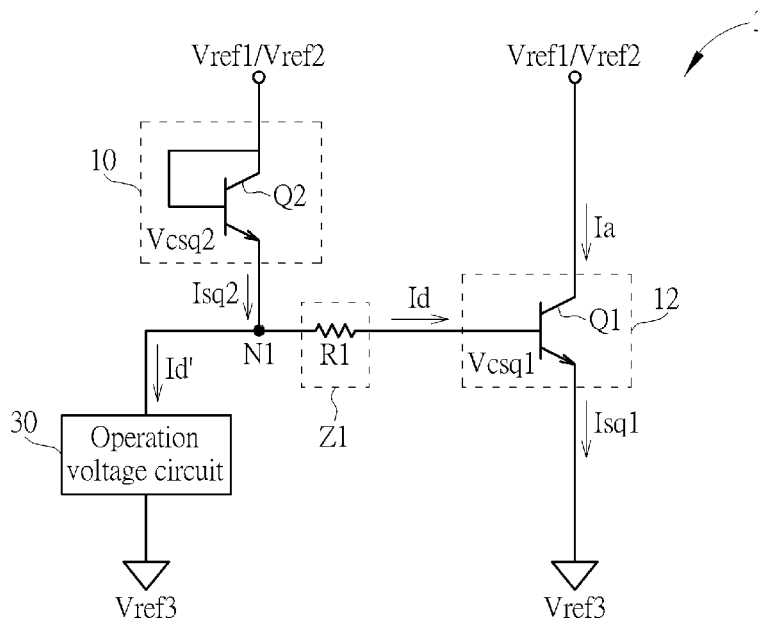 3
Vref1/Vref2
Vref1/Vref2
10
Q2
Vcsq2
Ia
Isq2
Id
12
Q1
N1
R1
Vcsq1
Id'
Z1
Isq1
30
Operation
voltage circuit
Vref3
Vref3